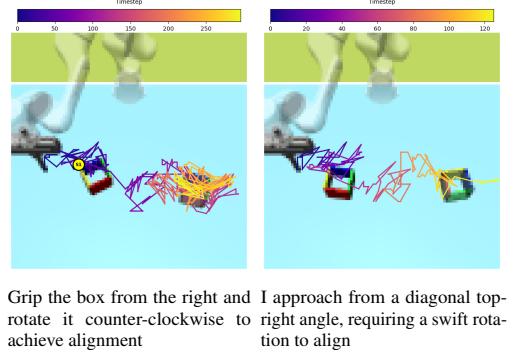 Timestep
Timestep
0 50 100 150 200 250
0 20 40 60 80 100 120
Grip the box from the right and
rotate it counter-clockwise to
achieve alignment
I approach from a diagonal top-
right angle, requiring a swift rota-
tion to align